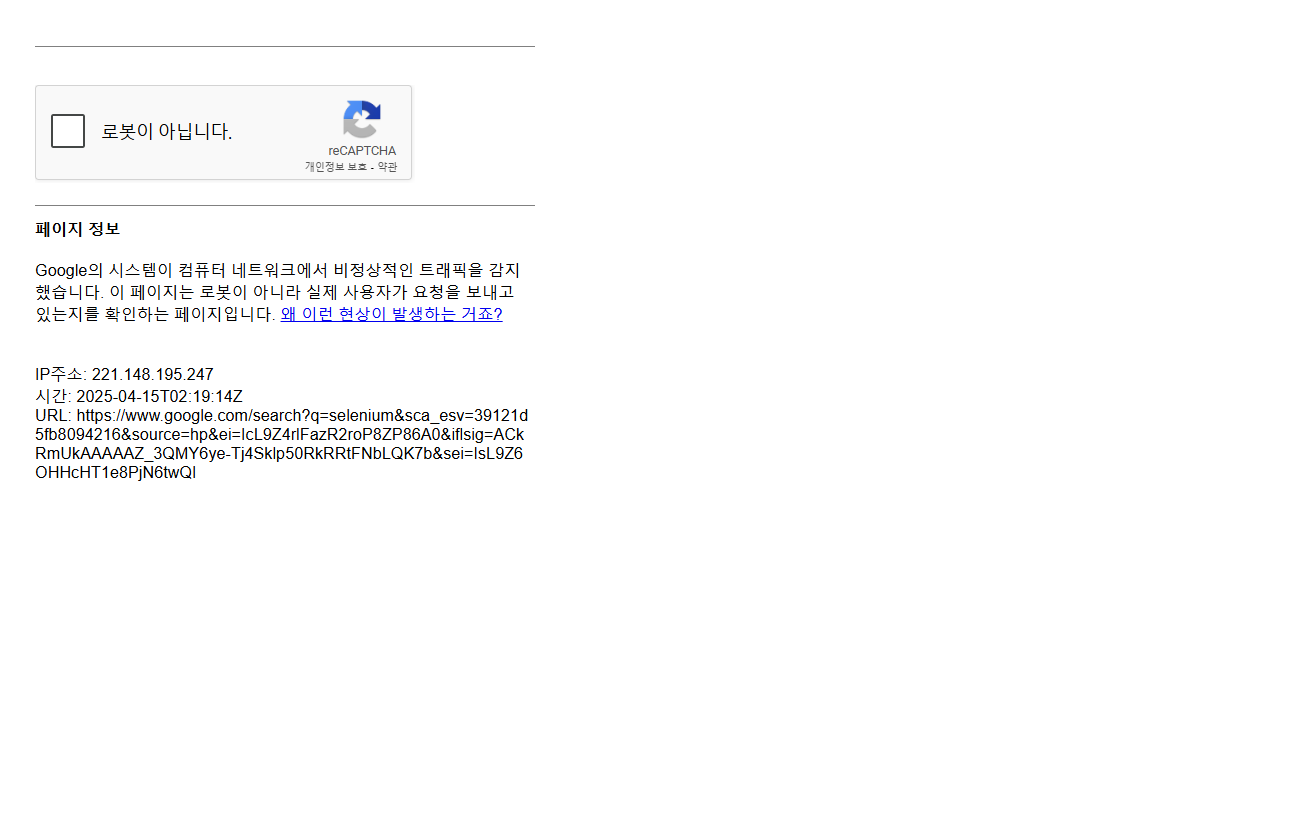 로봇이 아닙니다.
reCAPTCHA
개인정보 보호 - 약관
페이지 정보
Google의 시스템이 컴퓨터 네트워크에서 비정상적인 트래픽을 감지
했습니다. 이 페이지는 로봇이 아니라 실제 사용자가 요청을 보내고
있는지를 확인하는 페이지입니다. 왜 이런 현상이 발생하는 거죠?
IP주소: 221.148.195.247
시간: 2025-04-15T02:19:14Z
URL: https://www.google.com/search?q=selenium&sca_esv=39121d
5fb8094216&source=hp&ei=IcL9Z4rlFazR2roP8ZP86A0&iflsig=ACk
RmUkAAAAAZ_3QMY6ye-Tj4Sklp50RkRRtFNbLQK7b&sei=IsL9Z6
OHHcHT1e8PjN6twQI